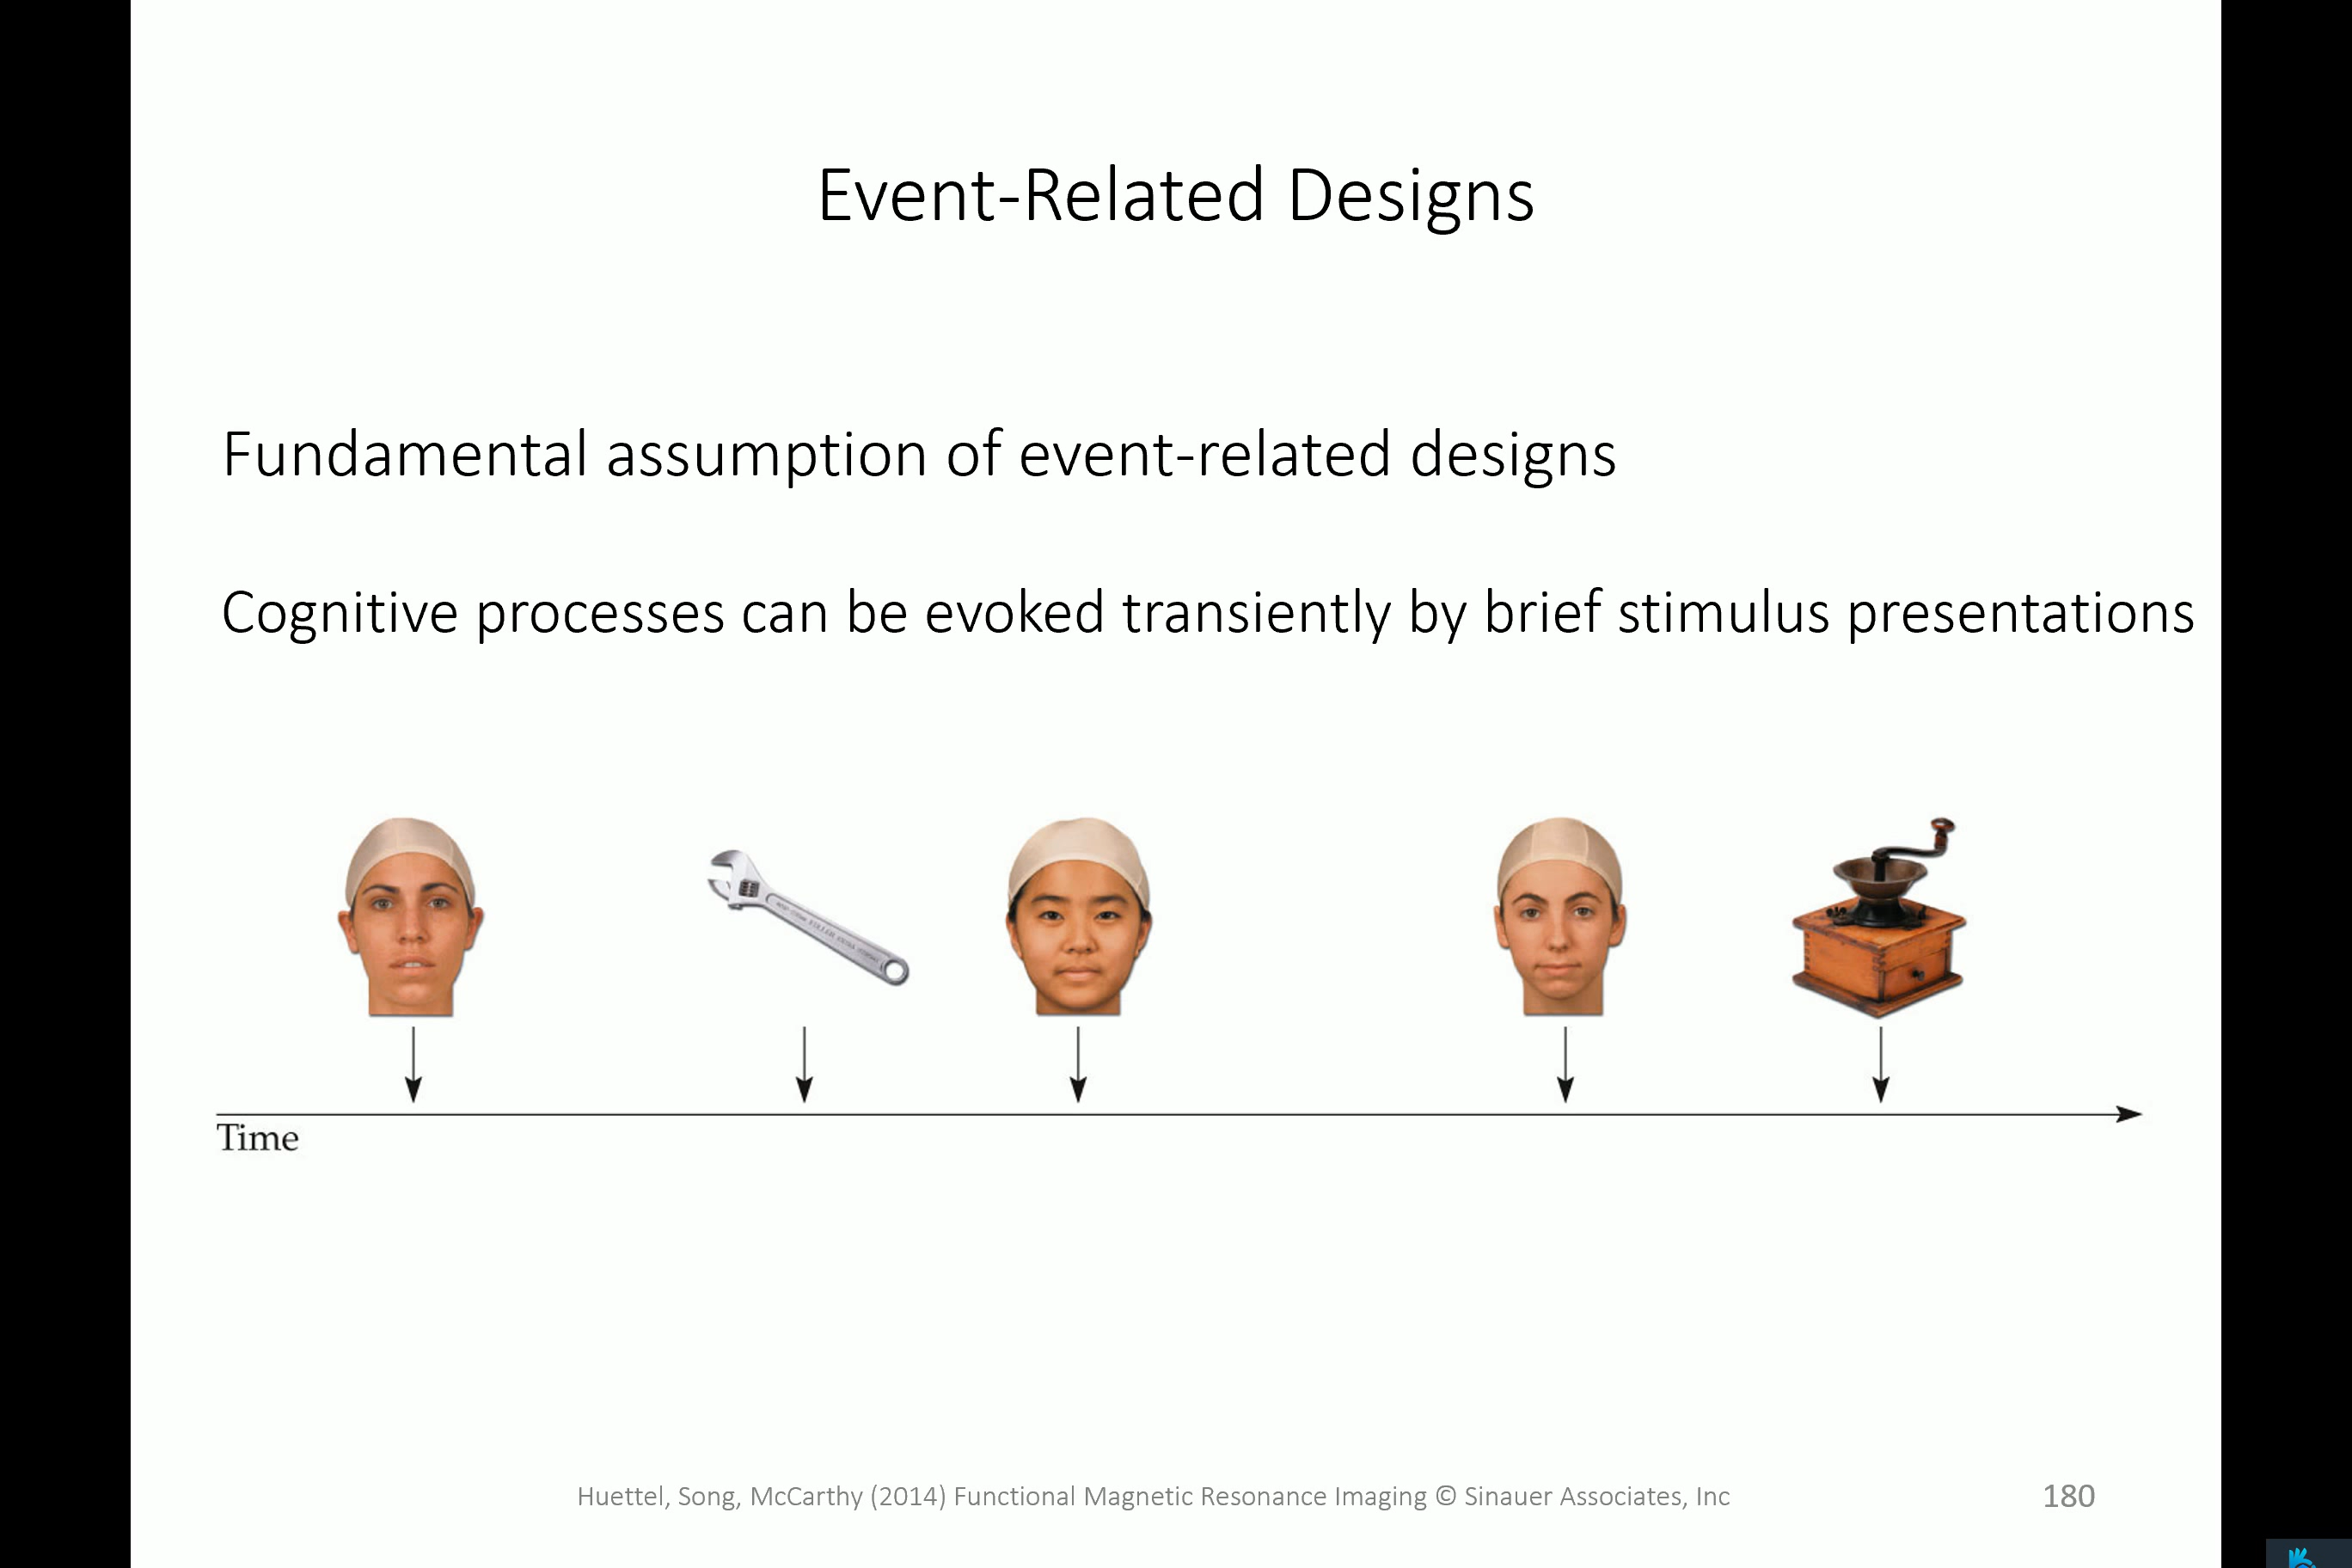 Event-Related Designs
Fundamental assumption of event-related designs
Cognitive processes can be evoked transiently by brief stimulus presentations
Time
Huettel, Song, McCarthy (2014) Functional Magnetic Resonance Imaging © Sinauer Associates, Inc
180